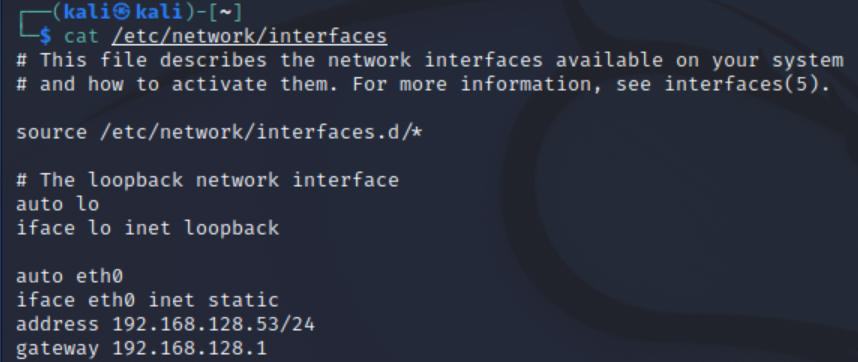 ┌──(kali㉿kali)-[~]
└─$ cat /etc/network/interfaces
# This file describes the network interfaces available on your system
# and how to activate them. For more information, see interfaces(5).
source /etc/network/interfaces.d/*
# The loopback network interface
auto lo
iface lo inet loopback
auto eth0
iface eth0 inet static
address 192.168.128.53/24
gateway 192.168.128.1